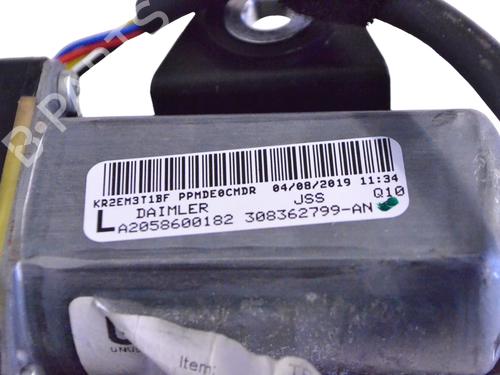 B-PARTS
KR2EM3T1BF PPMDE0CMDR 04/08/2019 11:34
L DAIMLER JSS Q10
A2058600182 308362799-AN
Item: